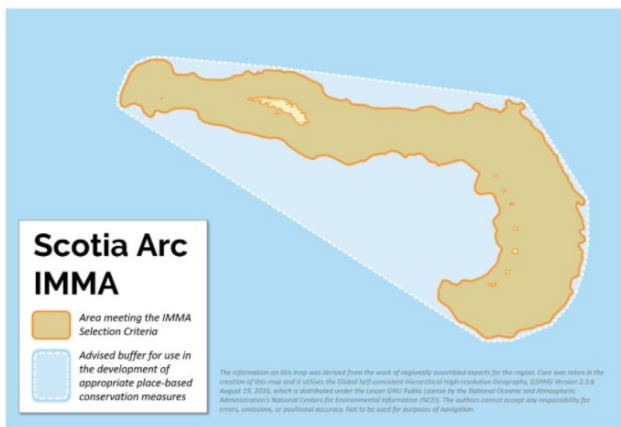 Scotia Arc
IMMA
Area meeting the IMMA
Selection Criteria
Advised buffer for use in
the development of
appropriate place-based
conservation measures
The information on this map was derived from the work of regionally assembled experts for the region. Care was taken in the
creation of this map and it utilises the Global Self-consistent Hierarchical High-resolution Geography, GSHHG Version 2.3.6
August 19, 2016, which is distributed under the Lesser GNU Public License by the National Oceanic and Atmospheric
Administration's National Centers for Environmental Information (NCEI). The authors cannot accept any responsibility for
errors, omissions, or positional accuracy. Not to be used for purposes of navigation.